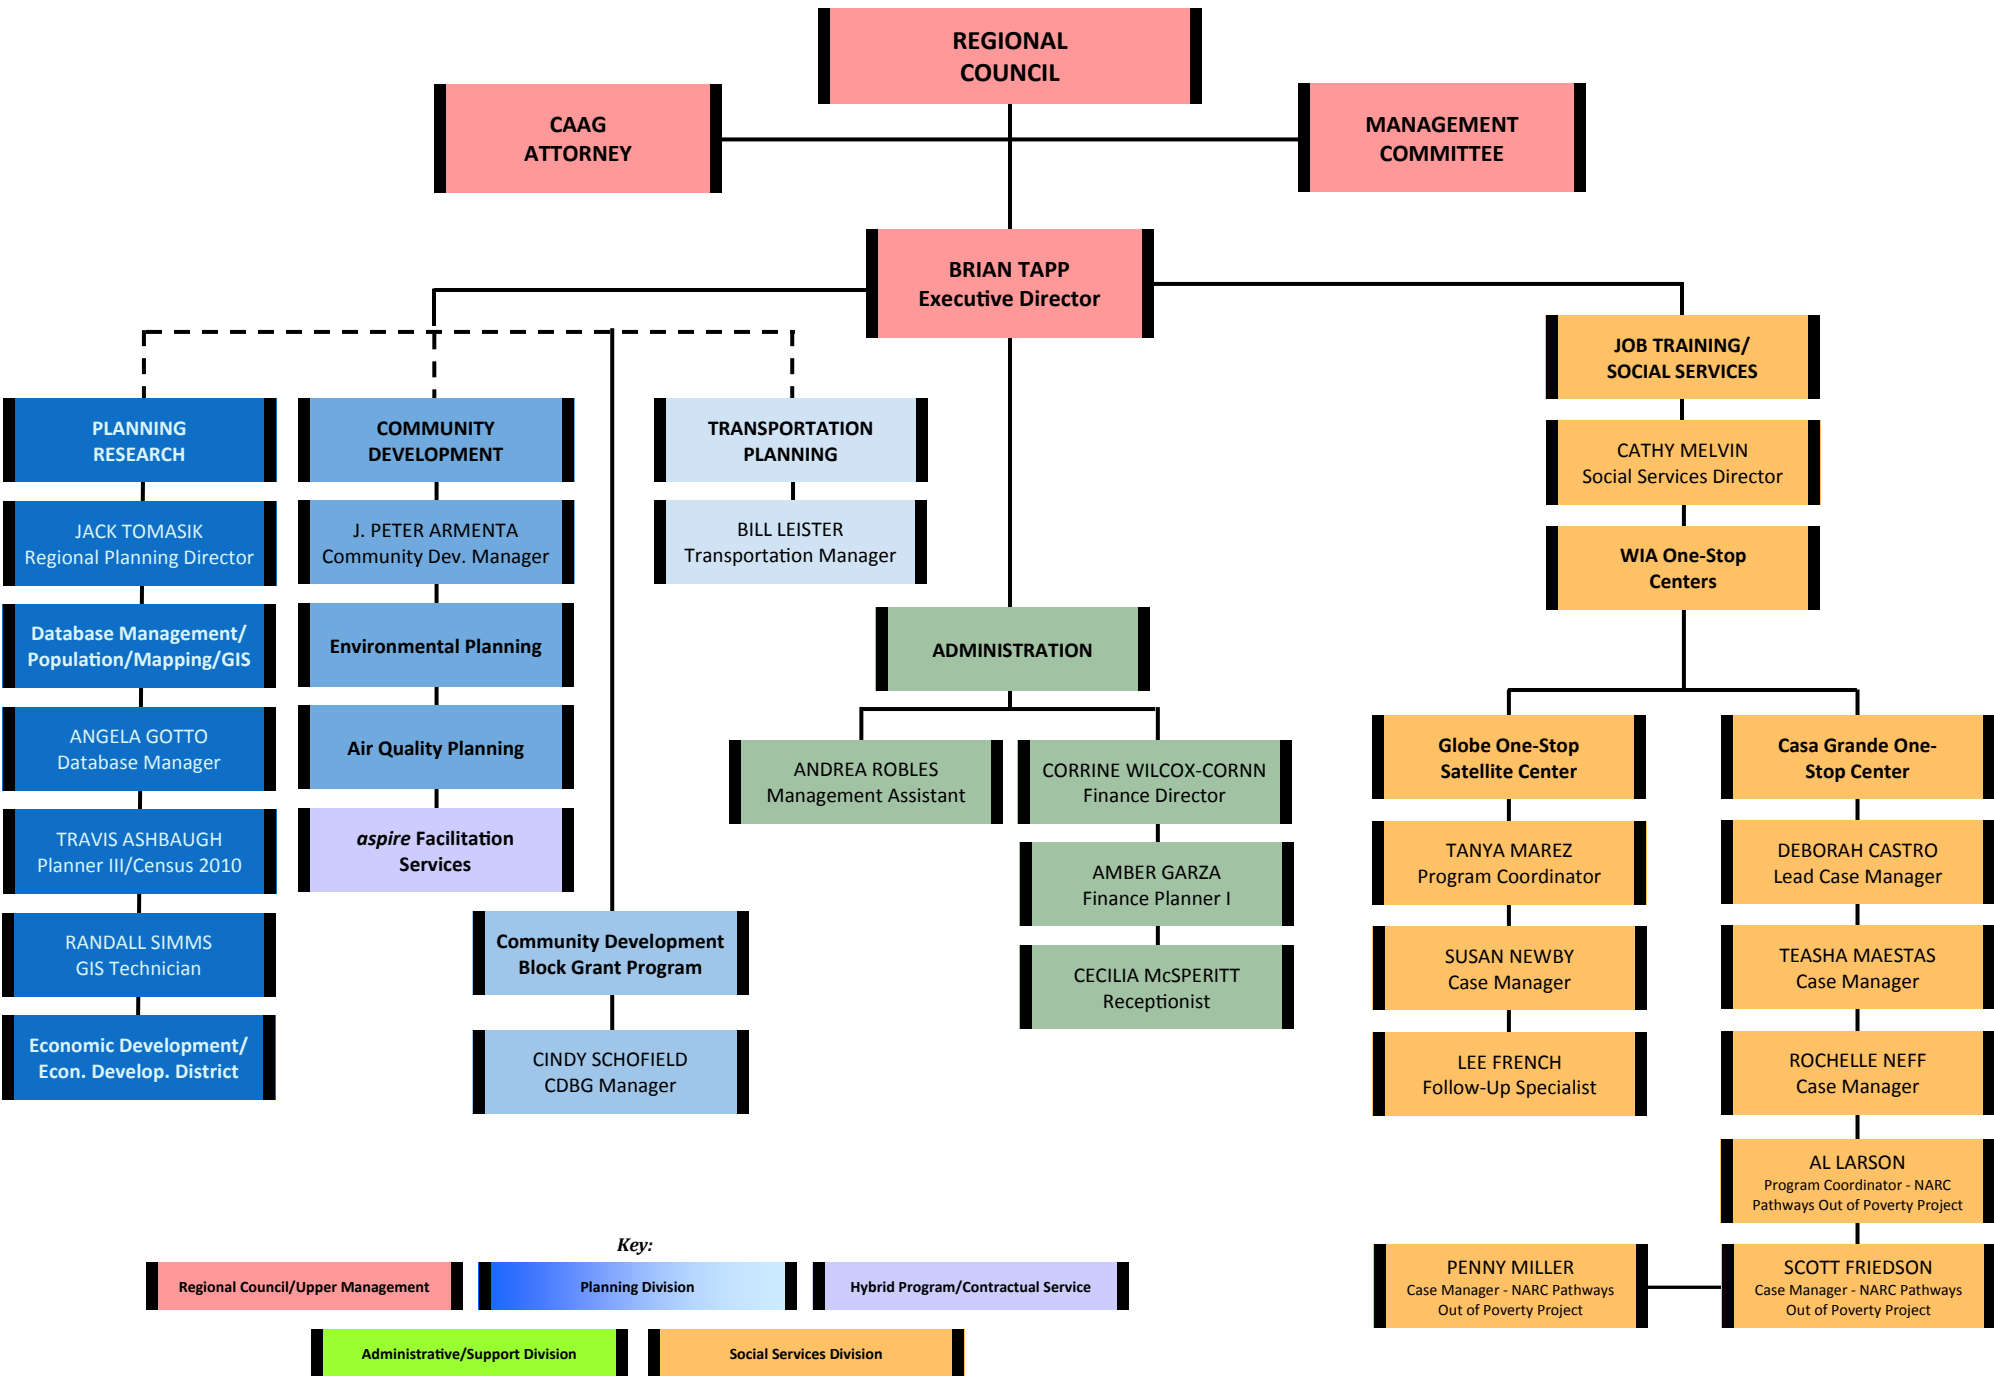 REGIONAL
COUNCIL
CAAG
ATTORNEY
MANAGEMENT
COMMITTEE
BRIAN TAPP
Executive Director
PLANNING
RESEARCH
JACK TOMASIK
Regional Planning Director
Database Management/
Population/Mapping/GIS
ANGELA GOTTO
Database Manager
TRAVIS ASHBAUGH
Planner III/Census 2010
RANDALL SIMMS
GIS Technician
Economic Development/
Econ. Develop. District
COMMUNITY
DEVELOPMENT
J. PETER ARMENTA
Community Dev. Manager
Environmental Planning
Air Quality Planning
aspire Facilitation
Services
Community Development
Block Grant Program
CINDY SCHOFIELD
CDBG Manager
TRANSPORTATION
PLANNING
BILL LEISTER
Transportation Manager
ADMINISTRATION
ANDREA ROBLES
Management Assistant
CORRINE WILCOX-CORNN
Finance Director
AMBER GARZA
Finance Planner I
CECILIA McSPERITT
Receptionist
JOB TRAINING/
SOCIAL SERVICES
CATHY MELVIN
Social Services Director
WIA One-Stop
Centers
Globe One-Stop
Satellite Center
TANYA MAREZ
Program Coordinator
SUSAN NEWBY
Case Manager
LEE FRENCH
Follow-Up Specialist
Casa Grande One-
Stop Center
DEBORAH CASTRO
Lead Case Manager
TEASHA MAESTAS
Case Manager
ROCHELLE NEFF
Case Manager
AL LARSON
Program Coordinator - NARC
Pathways Out of Poverty Project
SCOTT FRIEDSON
Case Manager - NARC Pathways
Out of Poverty Project
PENNY MILLER
Case Manager - NARC Pathways
Out of Poverty Project
Key:
Regional Council/Upper Management
Planning Division
Hybrid Program/Contractual Service
Administrative/Support Division
Social Services Division